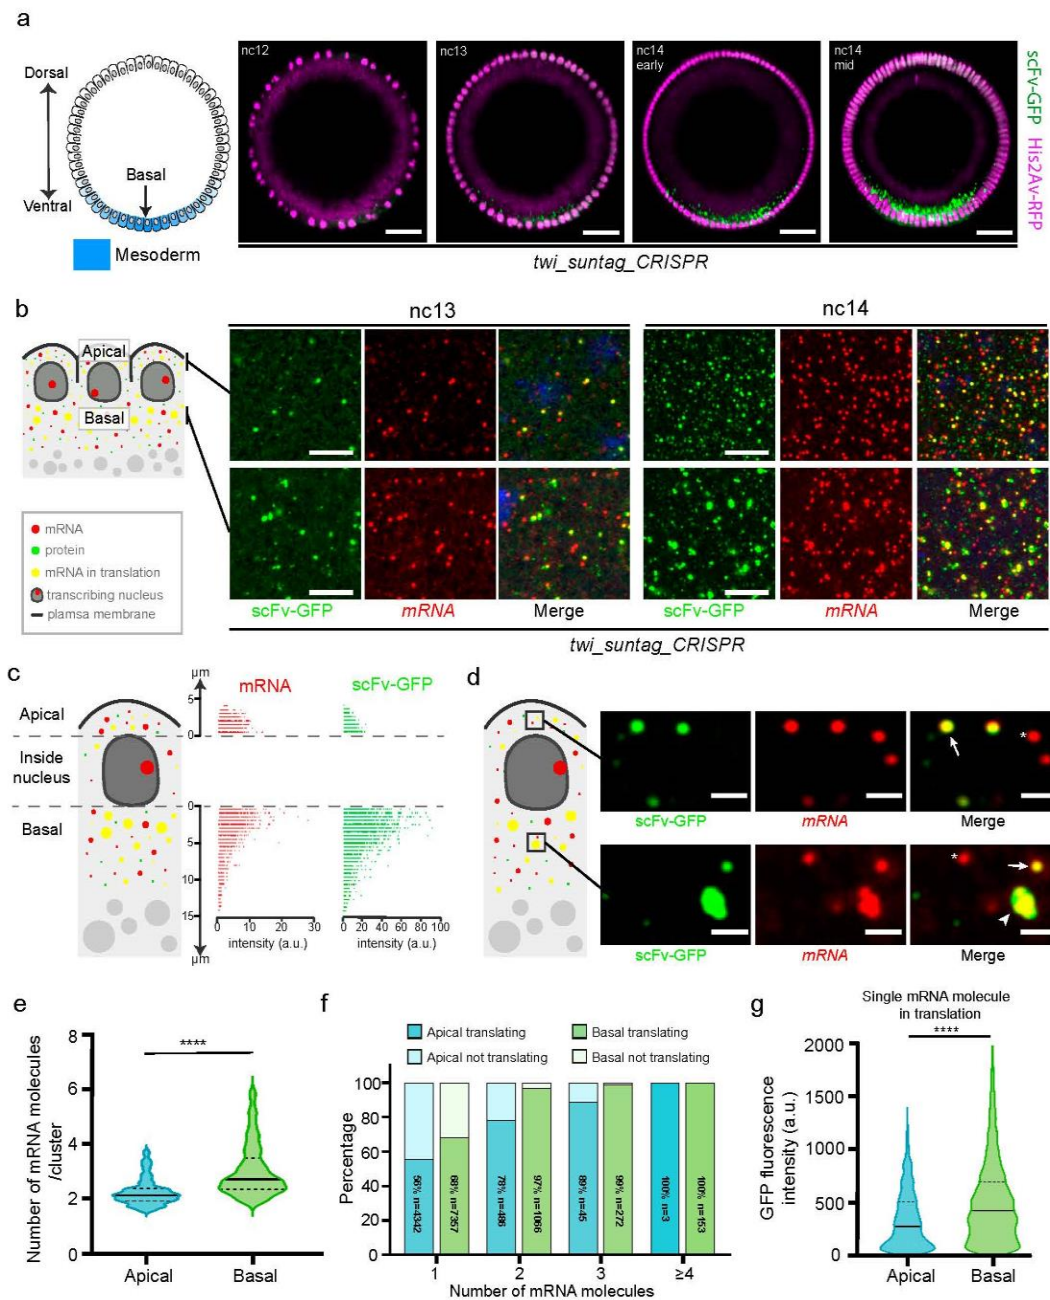 a
Dorsal
Basal
Ventral
Mesoderm
nc12
nc13
nc14
early
nc14
mid
scFv-GFP His2Av-RFP
twi_suntag_CRISPR
b
nc13
nc14
Apical
Basal
mRNA
protein
mRNA in translation
transcribing nucleus
plamsa membrane
scFv-GFP
mRNA
Merge
scFv-GFP
mRNA
Merge
twi_suntag_CRISPR
c
Apical
Inside
nucleus
Basal
µm
5
0
0
5
10
15
µm
mRNA
scFv-GFP
0 10 20 30
intensity (a.u.)
0 20 40 60 80 100
intensity (a.u.)
d
scFv-GFP
mRNA
Merge
*
scFv-GFP
mRNA
Merge
*
e
Number of mRNA molecules
/cluster
8
6
4
2
0
****
Apical
Basal
f
Apical translating
Basal translating
Apical not translating
Basal not translating
Percentage
100
80
60
40
20
0
56% n=4342
68% n=7357
78% n=486
97% n=1066
89% n=45
99% n=272
100% n=3
100% n=153
1
2
3
≥4
Number of mRNA molecules
g
Single mRNA molecule
in translation
****
GFP fluorescence
intensity (a.u.)
2000
1500
1000
500
0
Apical
Basal